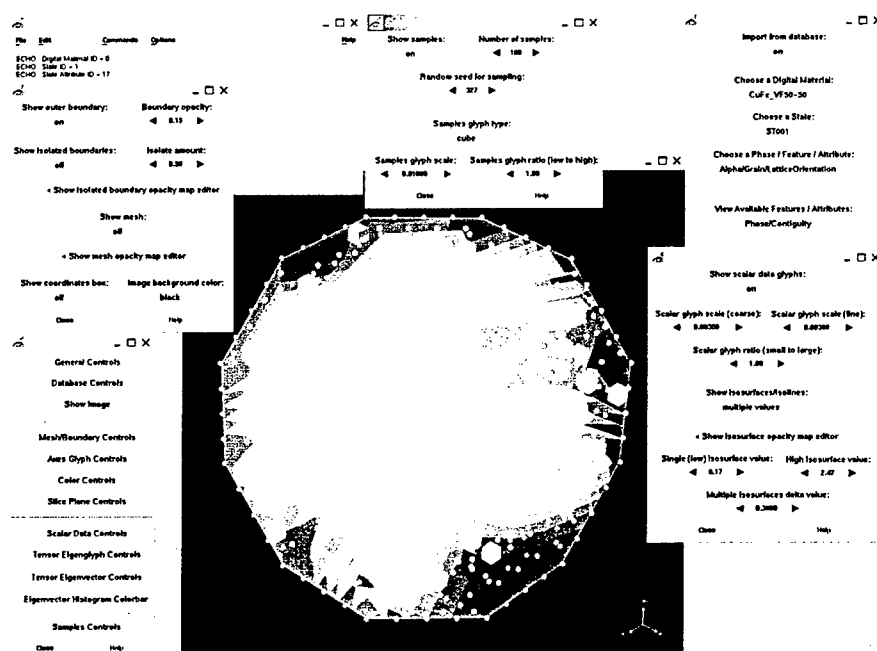 File Edit Commands Options Help
ECHO: Digital Material ID = 0
ECHO: State ID = 1
ECHO: State Attribute ID = 17
Show outer boundary: Boundary opacity:
on 0.15
Show isolated boundaries: Isolate amount:
off
< Show isolated boundary opacity map editor
Show mesh:
off
< Show mesh opacity map editor
Show coordinates box: Image background color:
off black
Close Help
General Controls
Database Controls
Show Image
Mesh/Boundary Controls
Axes Glyph Controls
Color Controls
Slice Plane Controls
Scalar Data Controls
Tensor Eigenglyph Controls
Tensor Eigenvector Controls
Eigenvector Histogram Colorbar
Samples Controls
Close Help
Show samples: Number of samples:
on 100
Random seed for sampling:
327
Samples glyph type:
cube
Samples glyph scale: Samples glyph ratio (low to high):
0.01000 1.00
Close Help
Import from database:
on
Choose a Digital Material:
CuFe_VF50-50
Choose a State:
ST001
Choose a Phase / Feature / Attribute:
Alpha/Grain/LatticeOrientation
View Available Features / Attributes:
Phase/Contiguity
Show scalar data glyphs:
on
Scalar glyph scale (coarse): Scalar glyph scale (fine):
0.00300 0.00300
Scalar glyph ratio (small to large):
1.00
Show Isosurfaces/Isolines:
multiple values
< Show Isosurface opacity map editor
Single (low) Isosurface value: High Isosurface value:
0.17 2.47
Multiple Isosurfaces delta value:
0.3000
Close Help